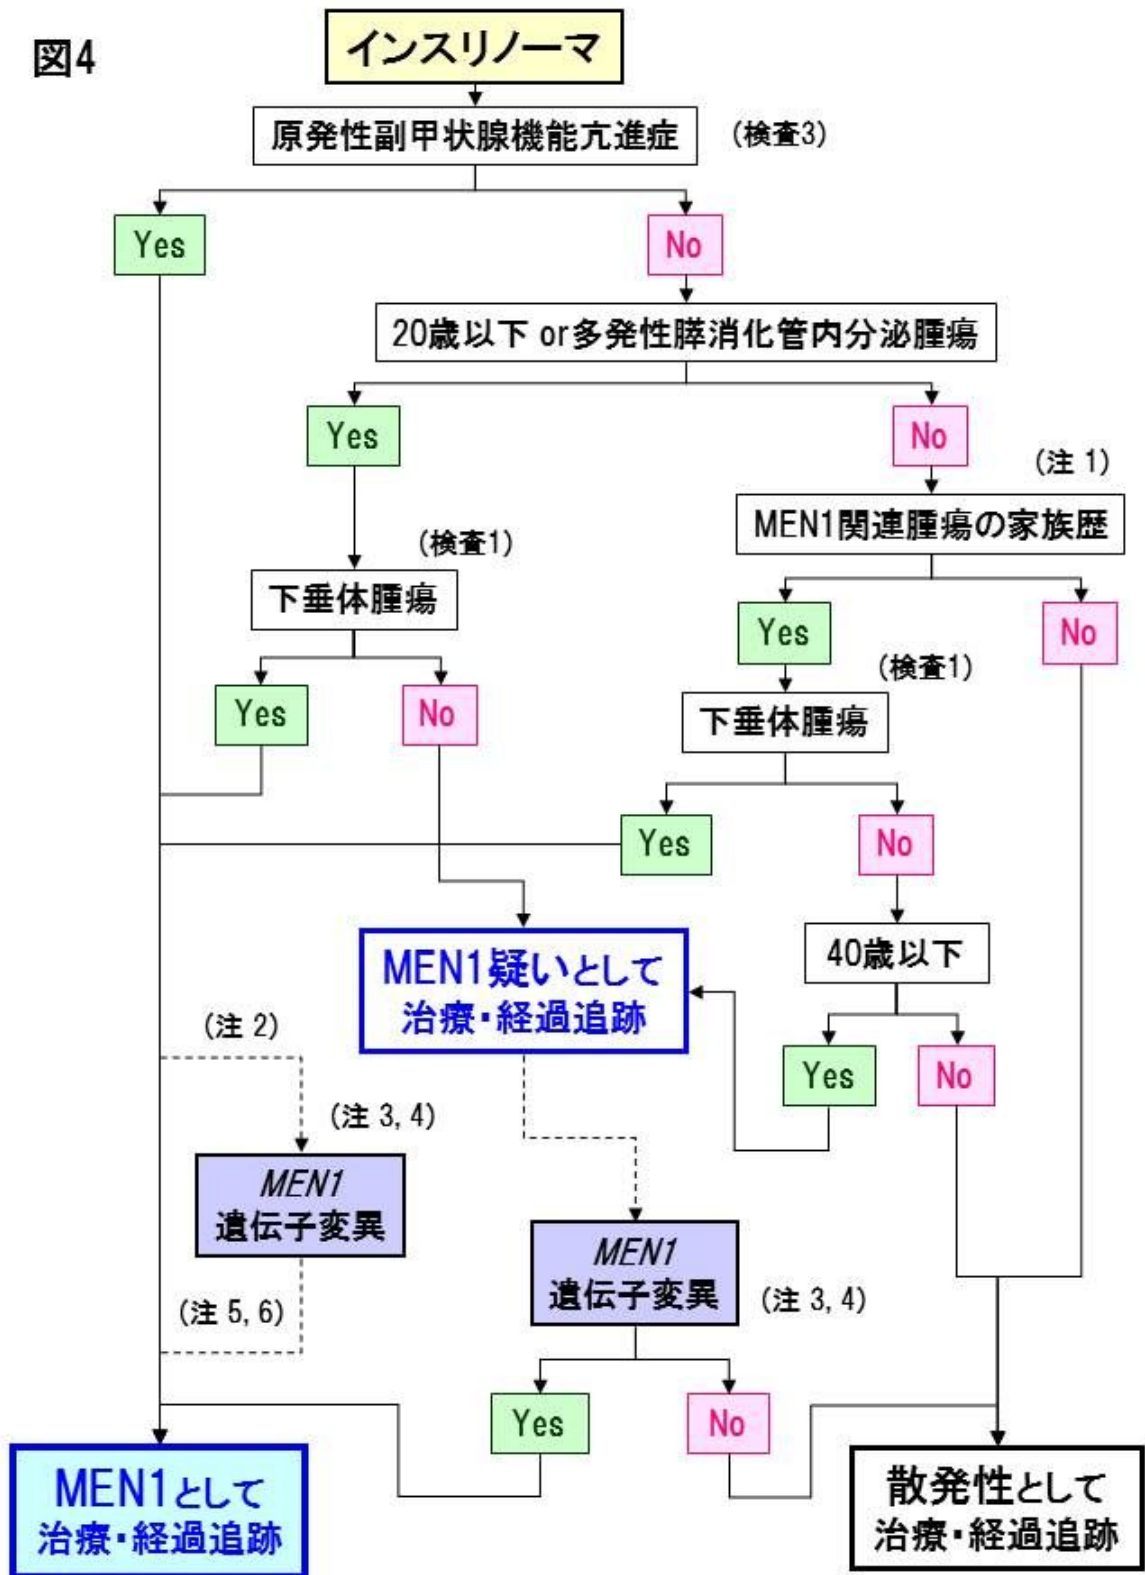 図4
インスリノーマ
原発性副甲状腺機能亢進症
(検査3)
Yes
No
20歳以下 or多発性膵消化管内分泌腫瘍
Yes
No
(注 1)
MEN1関連腫瘍の家族歴
(検査1)
下垂体腫瘍
Yes
No
Yes
No
(検査1)
下垂体腫瘍
Yes
No
40歳以下
MEN1疑いとして
治療・経過追跡
Yes
No
(注 2)
(注 3, 4)
MEN1
遺伝子変異
(注 5, 6)
MEN1
遺伝子変異
(注 3, 4)
Yes
No
MEN1として
治療・経過追跡
散発性として
治療・経過追跡